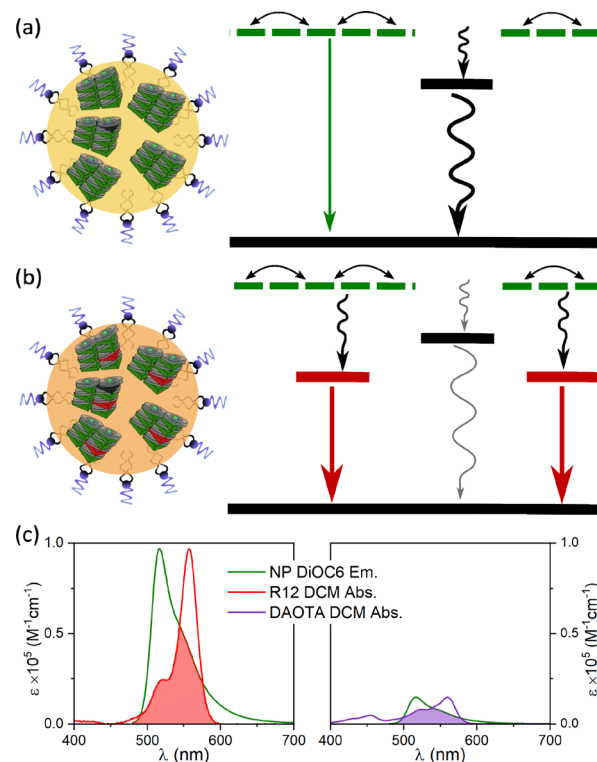 (a)
(b)
(c)
1.0
0.5
0.0
ε ×10⁵ (M⁻¹cm⁻¹)
400 500 600 700
λ (nm)
NP DiOC6 Em.
R12 DCM Abs.
DAOTA DCM Abs.
1.0
0.5
0.0
ε ×10⁵ (M⁻¹cm⁻¹)
400 500 600 700
λ (nm)